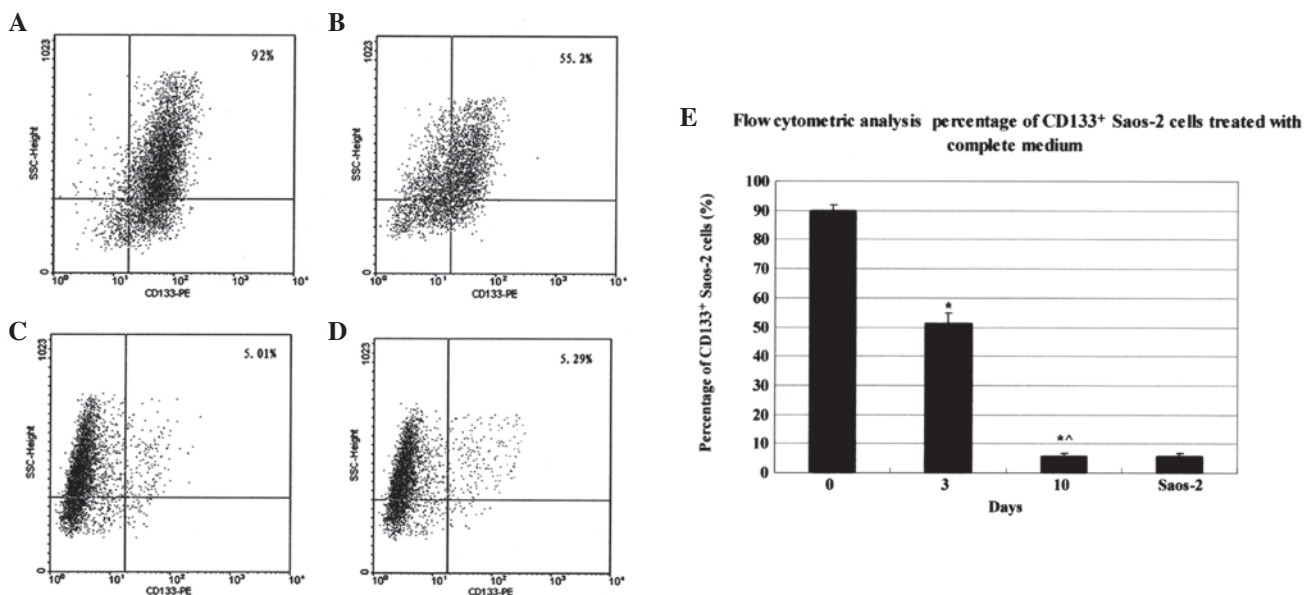 A
1023
92%
SSC-Height
0
10⁰ 10¹ 10² 10³ 10⁴
CD133-PE
B
1023
55.2%
SSC-Height
0
10⁰ 10¹ 10² 10³ 10⁴
CD133-PE
C
1023
5.01%
SSC-Height
0
10⁰ 10¹ 10² 10³ 10⁴
CD133-PE
D
1023
5.29%
SSC-Height
0
10⁰ 10¹ 10² 10³ 10⁴
CD133-PE
E
Flow cytometric analysis percentage of CD133⁺ Saos-2 cells treated with
complete medium
Percentage of CD133⁺ Saos-2 cells (%)
100
90
80
70
60
50
40
30
20
10
0
*
*^
0 3 10 Saos-2
Days